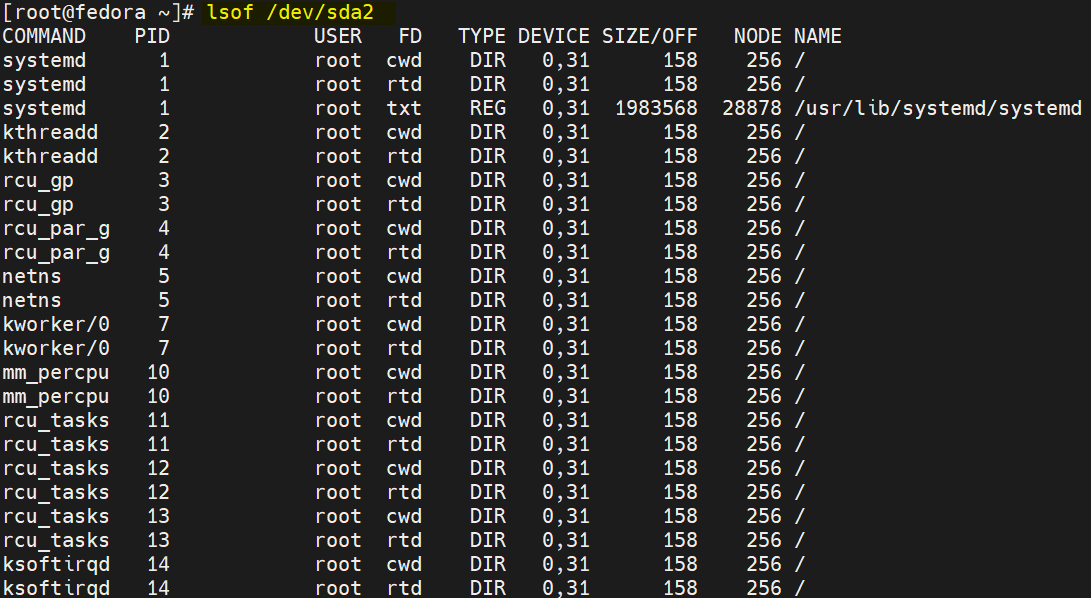 [root@fedora ~]# lsof /dev/sda2
COMMAND    PID            USER   FD   TYPE DEVICE SIZE/OFF   NODE NAME
systemd      1            root  cwd    DIR   0,31      158    256 /
systemd      1            root  rtd    DIR   0,31      158    256 /
systemd      1            root  txt    REG   0,31  1983568  28878 /usr/lib/systemd/systemd
kthreadd     2            root  cwd    DIR   0,31      158    256 /
kthreadd     2            root  rtd    DIR   0,31      158    256 /
rcu_gp       3            root  cwd    DIR   0,31      158    256 /
rcu_gp       3            root  rtd    DIR   0,31      158    256 /
rcu_par_g    4            root  cwd    DIR   0,31      158    256 /
rcu_par_g    4            root  rtd    DIR   0,31      158    256 /
netns        5            root  cwd    DIR   0,31      158    256 /
netns        5            root  rtd    DIR   0,31      158    256 /
kworker/0    7            root  cwd    DIR   0,31      158    256 /
kworker/0    7            root  rtd    DIR   0,31      158    256 /
mm_percpu   10            root  cwd    DIR   0,31      158    256 /
mm_percpu   10            root  rtd    DIR   0,31      158    256 /
rcu_tasks   11            root  cwd    DIR   0,31      158    256 /
rcu_tasks   11            root  rtd    DIR   0,31      158    256 /
rcu_tasks   12            root  cwd    DIR   0,31      158    256 /
rcu_tasks   12            root  rtd    DIR   0,31      158    256 /
rcu_tasks   13            root  cwd    DIR   0,31      158    256 /
rcu_tasks   13            root  rtd    DIR   0,31      158    256 /
ksoftirqd   14            root  cwd    DIR   0,31      158    256 /
ksoftirqd   14            root  rtd    DIR   0,31      158    256 /